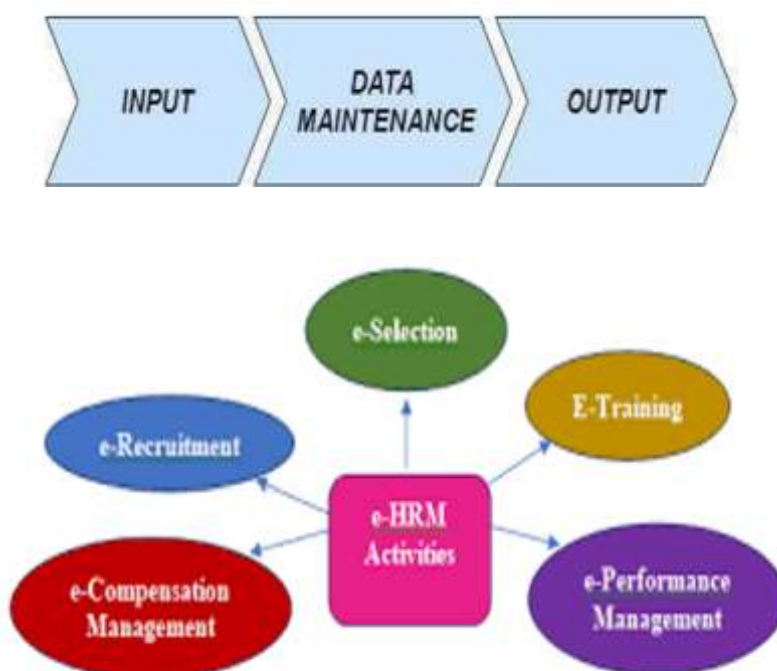 INPUT
DATA
MAINTENANCE
OUTPUT
e-Selection
E-Training
e-Recruitment
e-HRM
Activities
e-Compensation
Management
e-Performance
Management